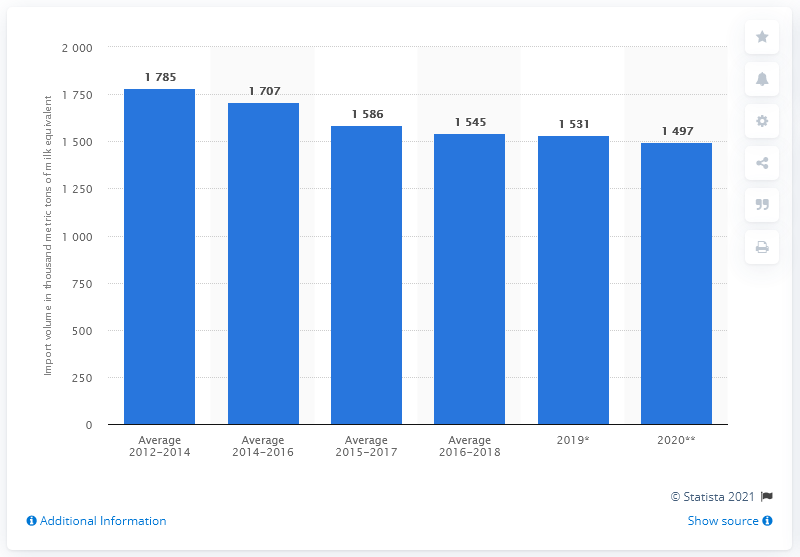 2 000
1 750
1 500
1 250
1 000
750
500
250
0
Import volume in thousand metric tons of milk equivalent
1 785
1 707
1 586
1 545
1 531
1 497
Average
2012-2014
Average
2014-2016
Average
2015-2017
Average
2016-2018
2019*
2020**
© Statista 2021
Additional Information
Show source